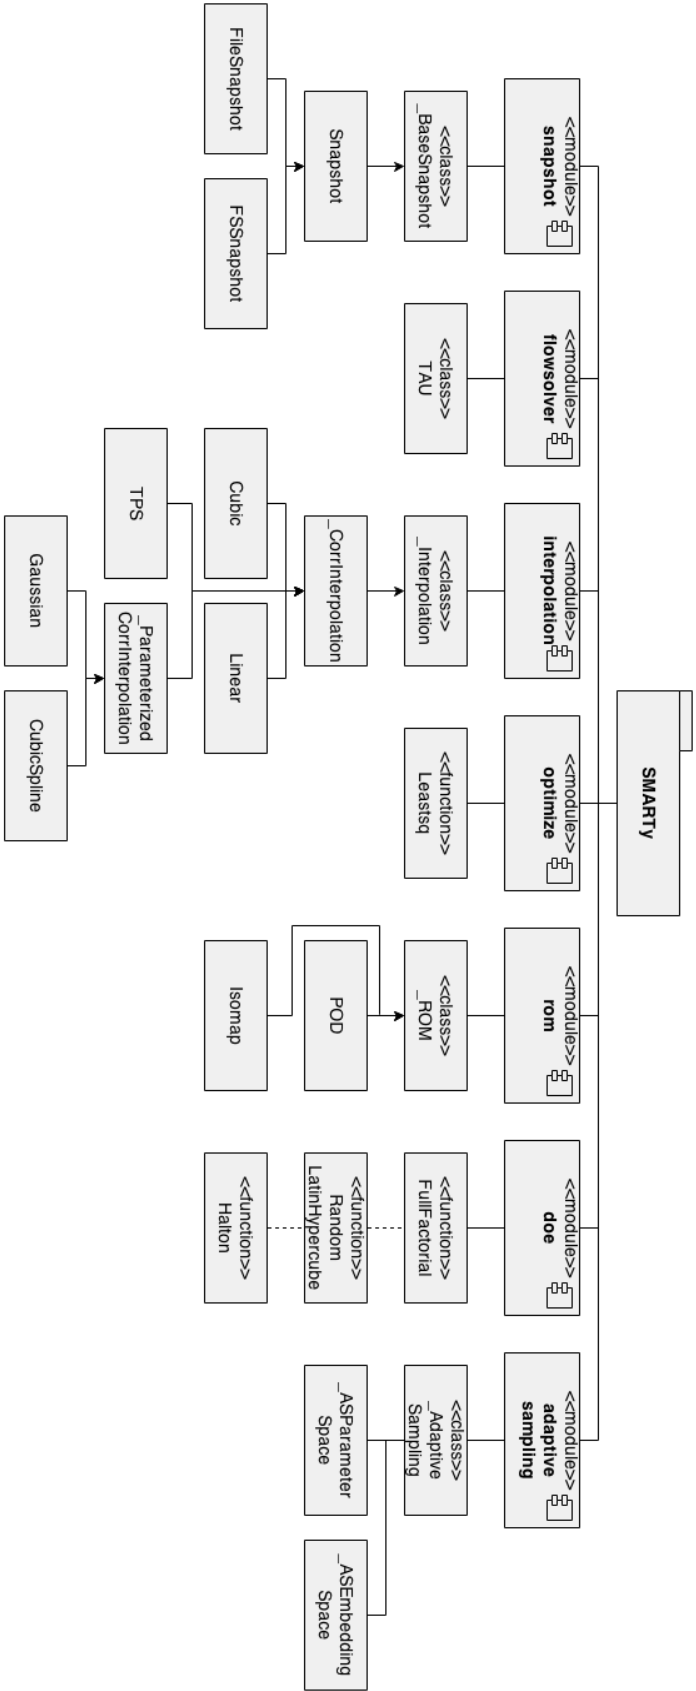 SMARTy
<<module>>
snapshot
<<module>>
flowsolver
<<module>>
interpolation
<<module>>
optimize
<<module>>
rom
<<module>>
doe
<<module>>
adaptive
sampling
<<class>>
_BaseSnapshot
<<class>>
TAU
<<class>>
_Interpolation
<<function>>
Leastsq
<<class>>
_ROM
<<function>>
FullFactorial
<<class>>
_Adaptive
Sampling
Snapshot
_CorrInterpolation
POD
<<function>>
Random
LatinHypercube
_ASParameter
Space
_ASEmbedding
Space
FileSnapshot
FSSnapshot
Cubic
Linear
Isomap
<<function>>
Halton
TPS
_Parameterized
CorrInterpolation
Gaussian
CubicSpline